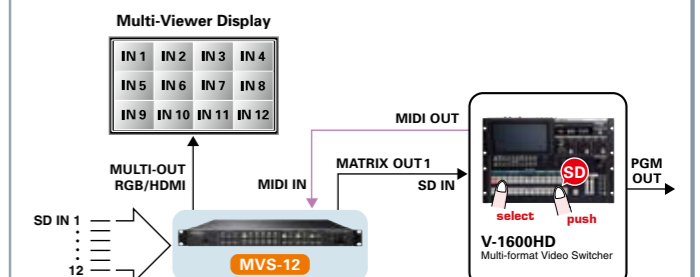 Multi-Viewer Display
IN 1 IN 2 IN 3 IN 4
IN 5 IN 6 IN 7 IN 8
IN 9 IN 10 IN 11 IN 12
MIDI OUT
MULTI-OUT
RGB/HDMI
MIDI IN
MATRIX OUT1
SD IN
SD
PGM
OUT
select
push
SD IN 1
12
MVS-12
V-1600HD
Multi-format Video Switcher